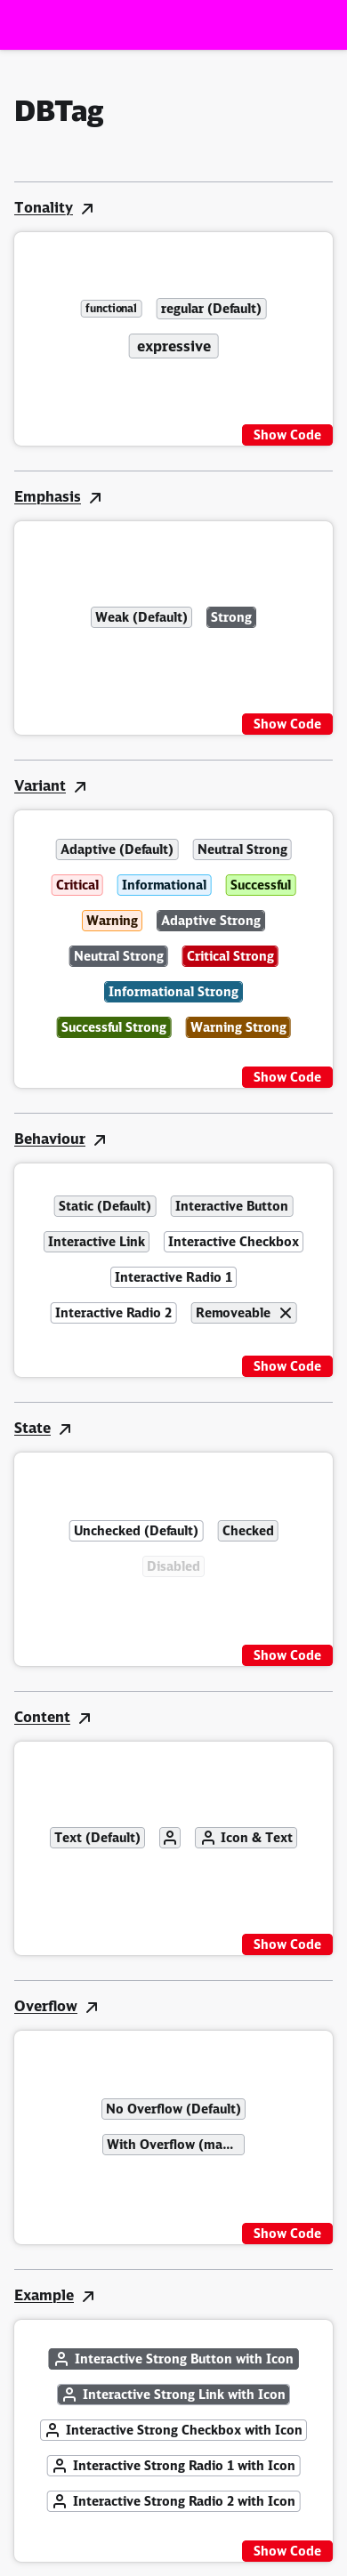 DBTag
Tonality
functional regular (Default)
expressive
Show Code
Emphasis
Weak (Default) Strong
Show Code
Variant
Adaptive (Default) Neutral Strong
Critical Informational Successful
Warning Adaptive Strong
Neutral Strong Critical Strong
Informational Strong
Successful Strong Warning Strong
Show Code
Behaviour
Static (Default) Interactive Button
Interactive Link Interactive Checkbox
Interactive Radio 1
Interactive Radio 2 Removeable
Show Code
State
Unchecked (Default) Checked
Disabled
Show Code
Content
Text (Default) Icon & Text
Show Code
Overflow
No Overflow (Default)
With Overflow (ma...
Show Code
Example
Interactive Strong Button with Icon
Interactive Strong Link with Icon
Interactive Strong Checkbox with Icon
Interactive Strong Radio 1 with Icon
Interactive Strong Radio 2 with Icon
Show Code